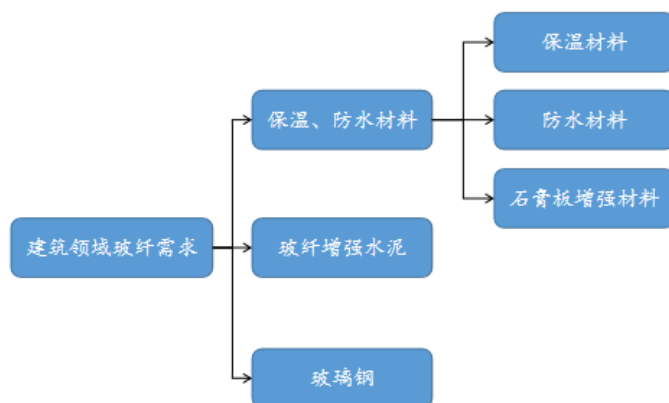 建筑领域玻纤需求
保温、防水材料
玻纤增强水泥
玻璃钢
保温材料
防水材料
石膏板增强材料